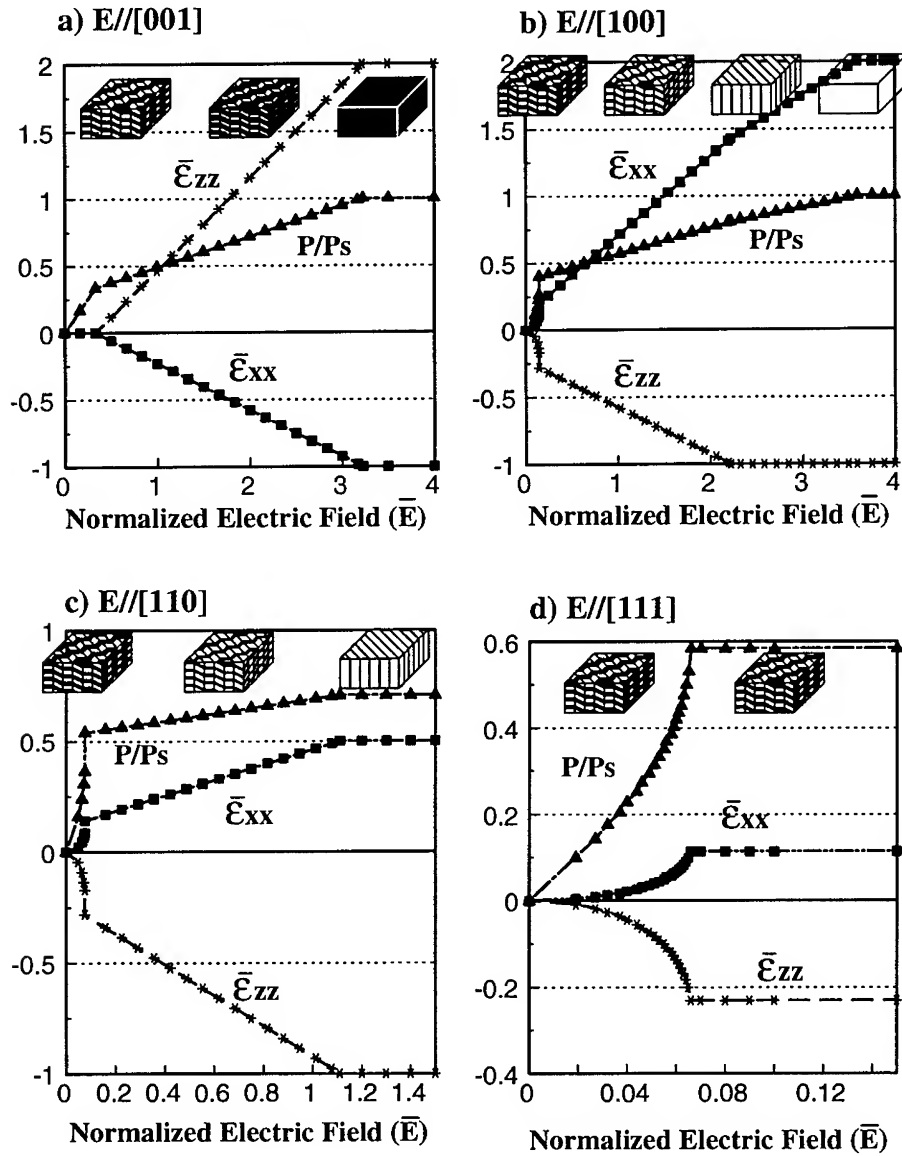 a) E//[001]
2
1.5
1
0.5
0
-0.5
-1
ε̄zz
P/Ps
ε̄xx
0 1 2 3 4
Normalized Electric Field (Ē)
b) E//[100]
2
1.5
1
0.5
0
-0.5
-1
ε̄xx
P/Ps
ε̄zz
0 2 4
Normalized Electric Field (Ē)
c) E//[110]
1
0.5
0
-0.5
-1
P/Ps
ε̄xx
ε̄zz
0 0.2 0.4 0.6 0.8 1 1.2 1.4
Normalized Electric Field (Ē)
d) E//[111]
0.6
0.4
0.2
0
-0.2
-0.4
P/Ps
ε̄xx
ε̄zz
0 0.04 0.08 0.12
Normalized Electric Field (Ē)